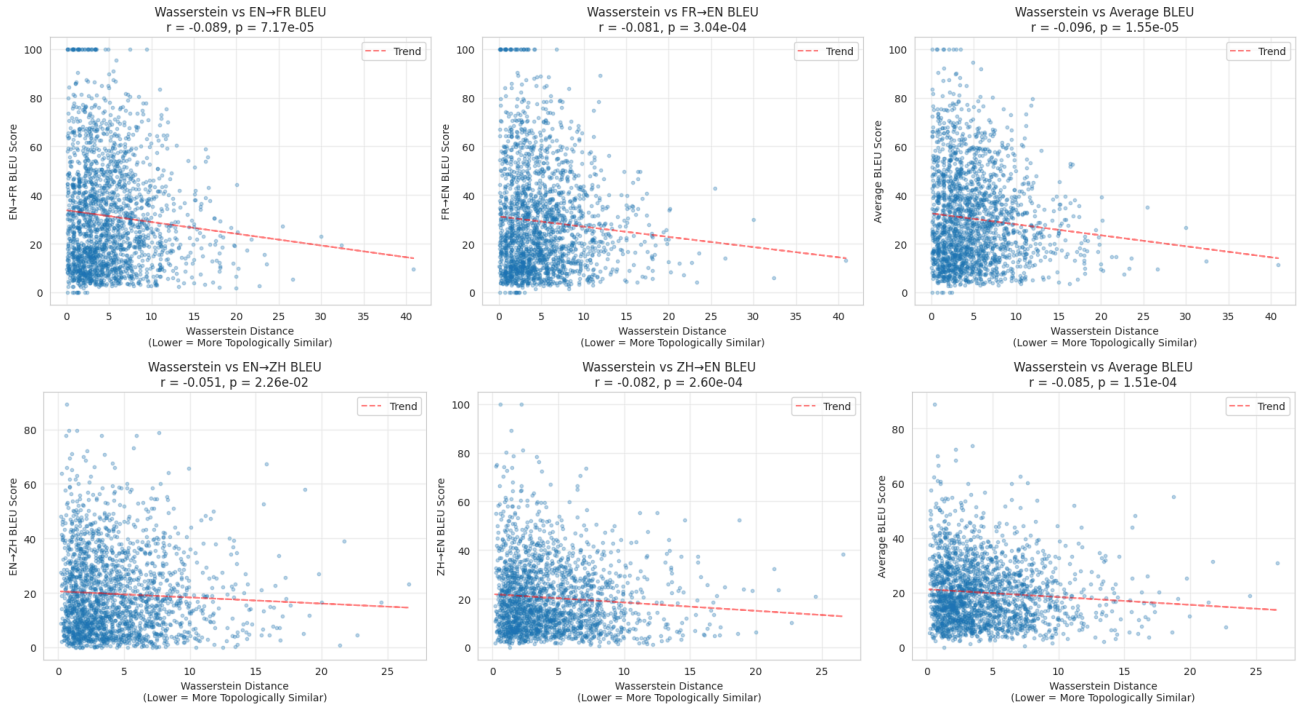 Wasserstein vs EN→FR BLEU
r = -0.089, p = 7.17e-05
100
80
60
40
20
0
EN→FR BLEU Score
Trend
0 5 10 15 20 25 30 35 40
Wasserstein Distance
(Lower = More Topologically Similar)
Wasserstein vs FR→EN BLEU
r = -0.081, p = 3.04e-04
100
80
60
40
20
0
FR→EN BLEU Score
Trend
0 5 10 15 20 25 30 35 40
Wasserstein Distance
(Lower = More Topologically Similar)
Wasserstein vs Average BLEU
r = -0.096, p = 1.55e-05
100
80
60
40
20
0
Average BLEU Score
Trend
0 5 10 15 20 25 30 35 40
Wasserstein Distance
(Lower = More Topologically Similar)
Wasserstein vs EN→ZH BLEU
r = -0.051, p = 2.26e-02
80
60
40
20
0
EN→ZH BLEU Score
Trend
0 5 10 15 20 25
Wasserstein Distance
(Lower = More Topologically Similar)
Wasserstein vs ZH→EN BLEU
r = -0.082, p = 2.60e-04
100
80
60
40
20
0
ZH→EN BLEU Score
Trend
0 5 10 15 20 25
Wasserstein Distance
(Lower = More Topologically Similar)
Wasserstein vs Average BLEU
r = -0.085, p = 1.51e-04
80
60
40
20
0
Average BLEU Score
Trend
0 5 10 15 20 25
Wasserstein Distance
(Lower = More Topologically Similar)